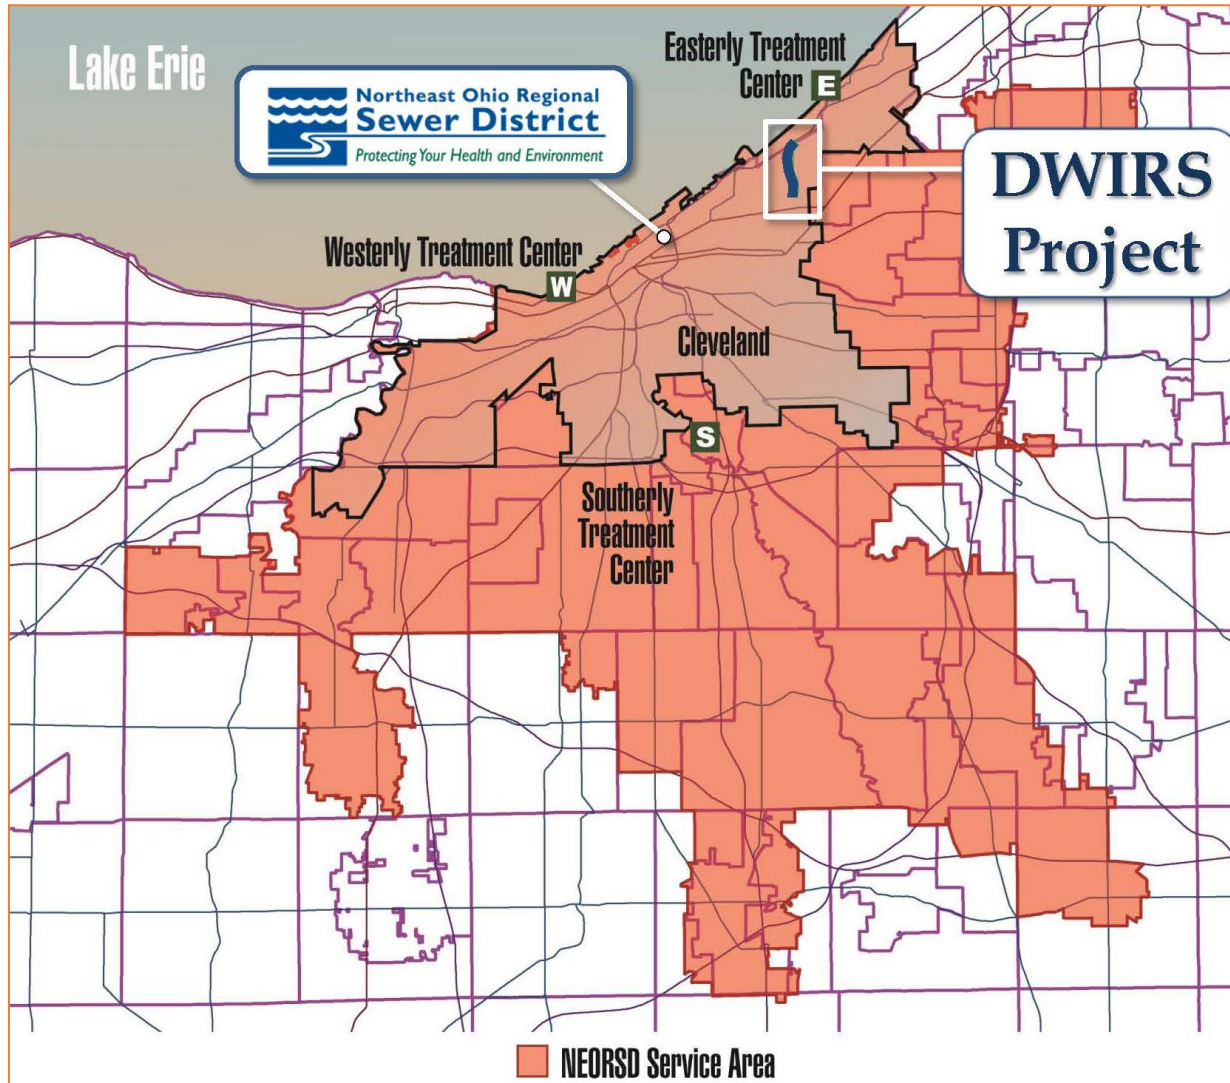 Lake Erie
Easterly Treatment
Center E
Northeast Ohio Regional
Sewer District
Protecting Your Health and Environment
DWIRS
Project
Westerly Treatment Center
W
Cleveland
S
Southerly
Treatment
Center
NEORSD Service Area